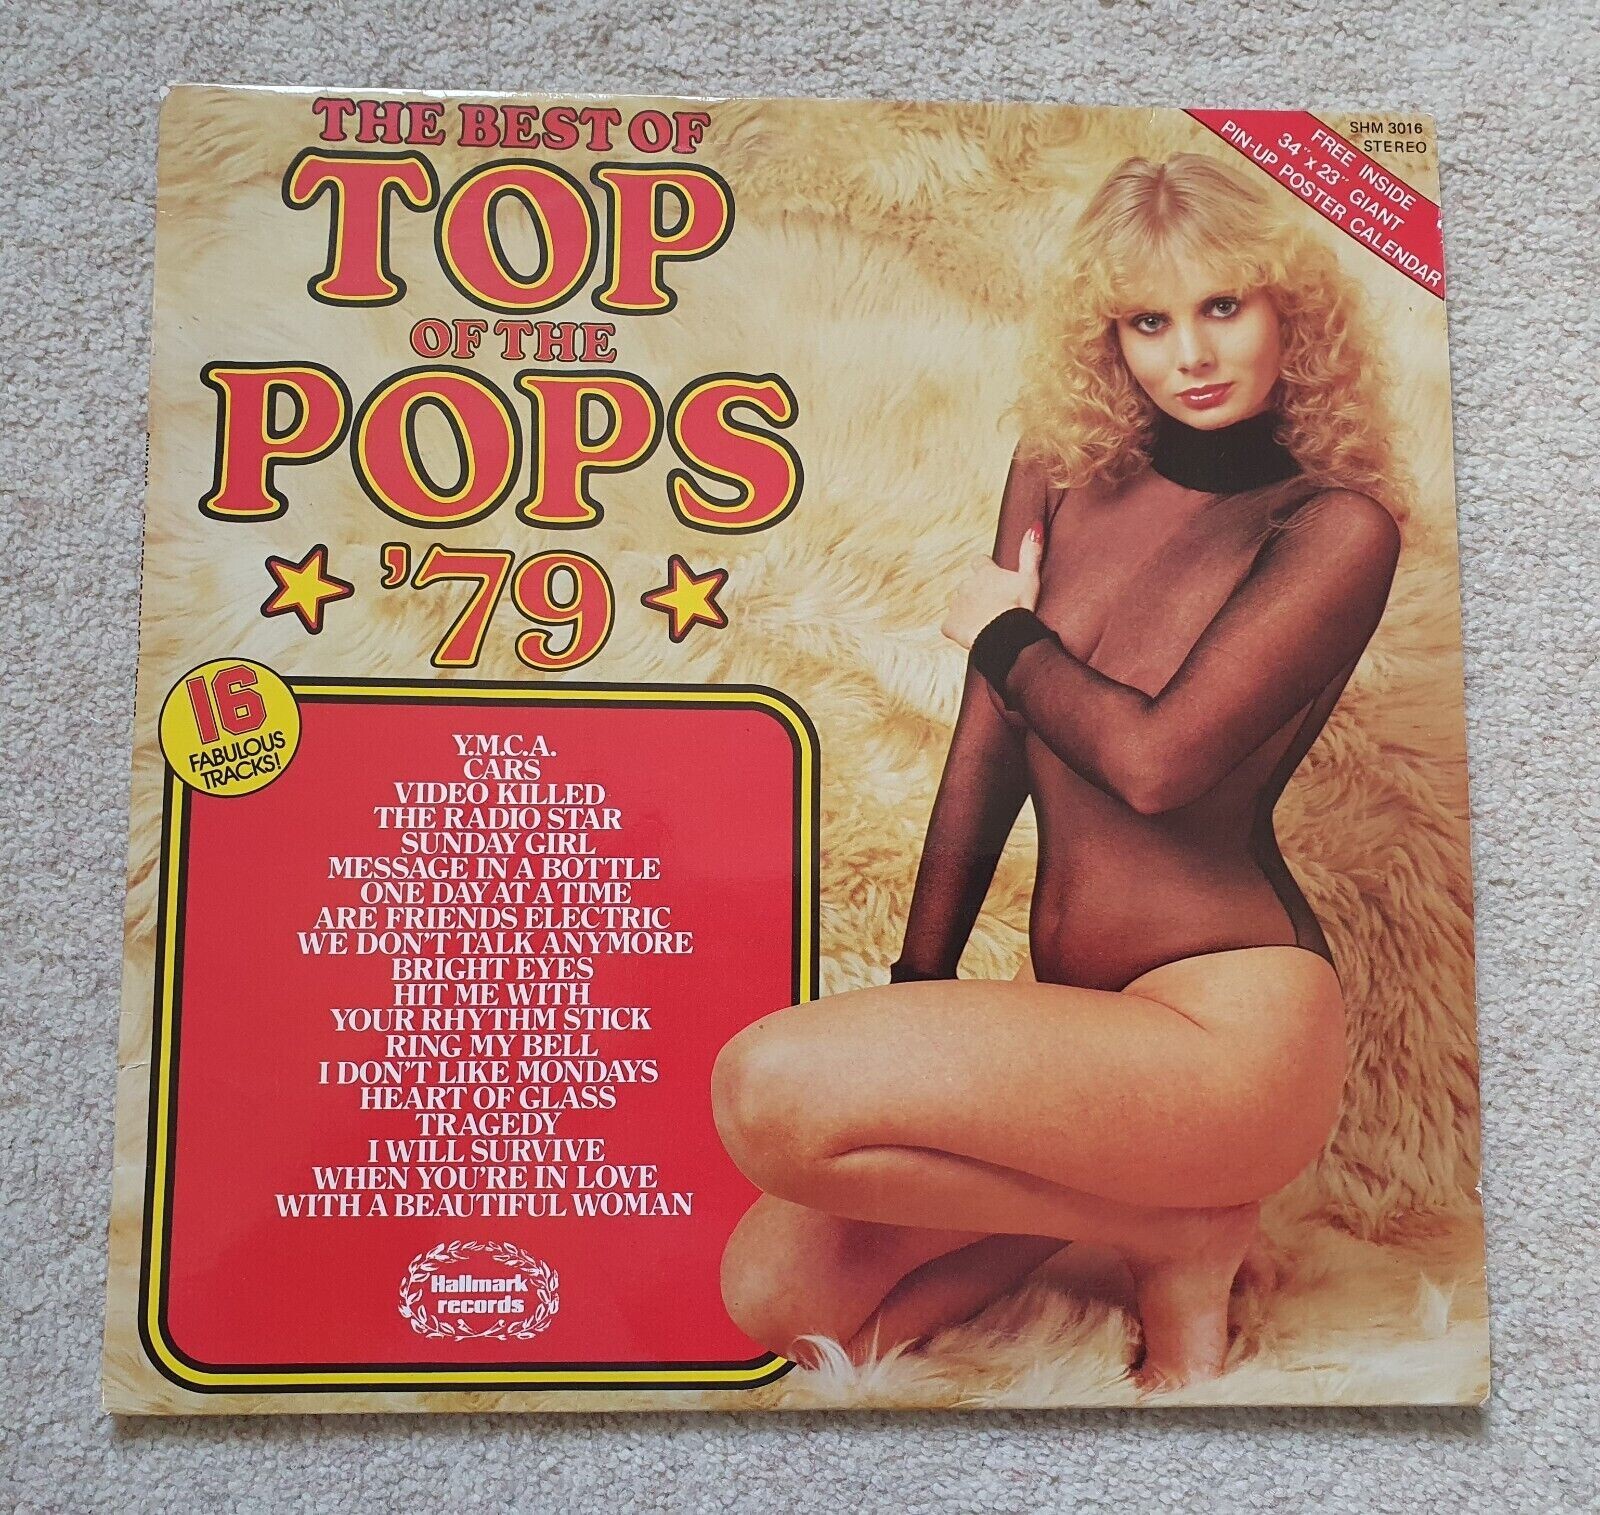 THE BEST OF
TOP
OF THE
POPS
'79
FREE INSIDE
34" x 23" GIANT
PIN-UP POSTER CALENDAR
SHM 3016
STEREO
16
FABULOUS
TRACKS!
Y.M.C.A.
CARS
VIDEO KILLED
THE RADIO STAR
SUNDAY GIRL
MESSAGE IN A BOTTLE
ONE DAY AT A TIME
ARE FRIENDS ELECTRIC
WE DON'T TALK ANYMORE
BRIGHT EYES
HIT ME WITH
YOUR RHYTHM STICK
RING MY BELL
I DON'T LIKE MONDAYS
HEART OF GLASS
TRAGEDY
I WILL SURVIVE
WHEN YOU'RE IN LOVE
WITH A BEAUTIFUL WOMAN
Hallmark
records